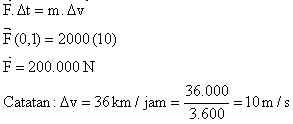 F⃗. Δt = m. Δv⃗
F⃗ (0,1) = 2000 (10)
F⃗ = 200.000 N
Catatan : Δv = 36 km / jam = 36.000 / 3.600 = 10 m / s